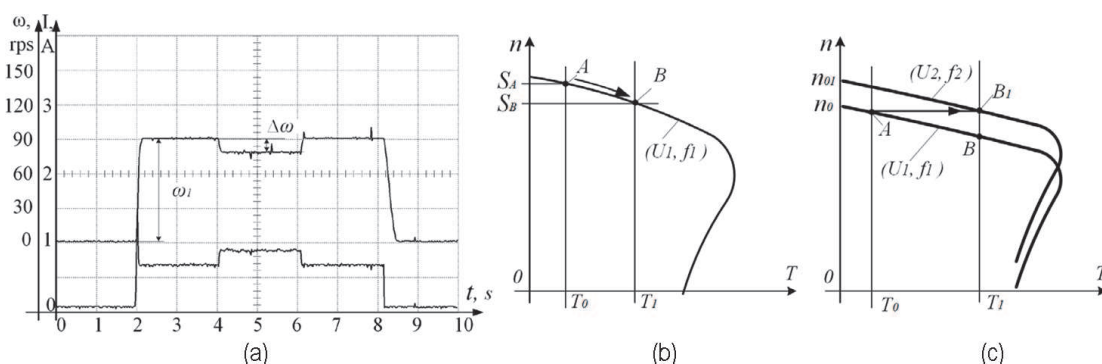 ω, I,
rps A
150
120 3
90
60 2
30
0 1
0
Δω
ω1
t, s
0 1 2 3 4 5 6 7 8 9 10
(a)
n
SA
SB
A
B
(U1, f1)
0
T0
T1
T
(b)
n
n01
n0
(U2, f2)
B1
A
B
(U1, f1)
0
T0
T1
T
(c)